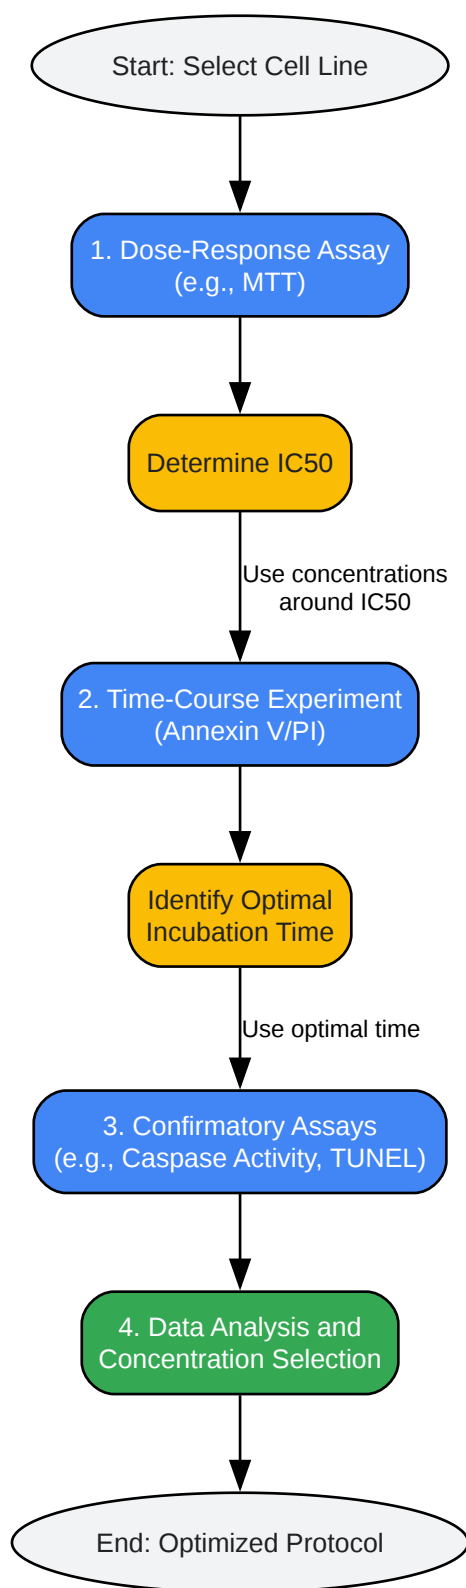 Start: Select Cell Line
1. Dose-Response Assay
(e.g., MTT)
Determine IC50
Use concentrations
around IC50
2. Time-Course Experiment
(Annexin V/PI)
Identify Optimal
Incubation Time
Use optimal time
3. Confirmatory Assays
(e.g., Caspase Activity, TUNEL)
4. Data Analysis and
Concentration Selection
End: Optimized Protocol